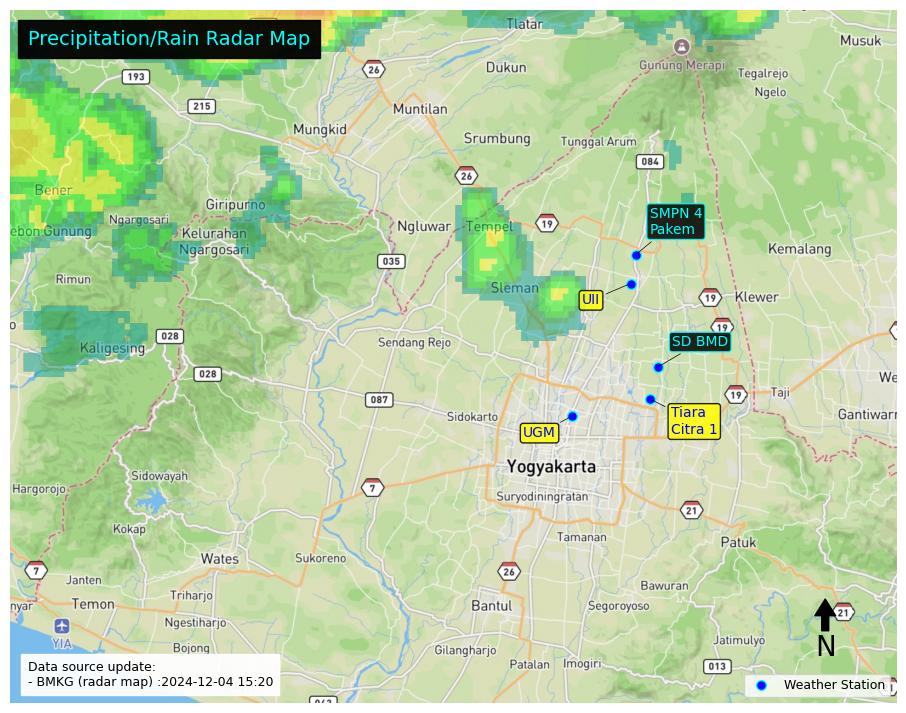 Precipitation/Rain Radar Map
Tlatar
Musuk
Gunung Merapi
26
Dukun
Tegalrejo
193
Ngelo
215
Muntilan
Mungkid
Srumbung
Tunggal Arum
084
26
Bener
Giripurno
SMPN 4
Pakem
Ngargosari
Ngluwar
Tempel
19
ebon Gunung
Kelurahan
Ngargosari
Kemalang
035
Rimun
Sleman
UII
19
Klewer
028
19
Sendang Rejo
SD BMD
Kaligesing
028
We
087
19
Taji
Sidokarto
Tiara
Citra 1
Gantiwarn
UGM
Yogyakarta
Sidowayah
Hargorojo
7
Suryodiningratan
21
Kokap
Tamanan
Patuk
Wates
Sukoreno
7
26
Janten
Bawuran
Triharjo
nyar
Temon
Bantul
Segoroyoso
21
Ngestiharjo
YIA
N
Bojong
Gilangharjo
Jatimulyo
Patalan
Imogiri
013
Data source update:
- BMKG (radar map) :2024-12-04 15:20
Weather Station